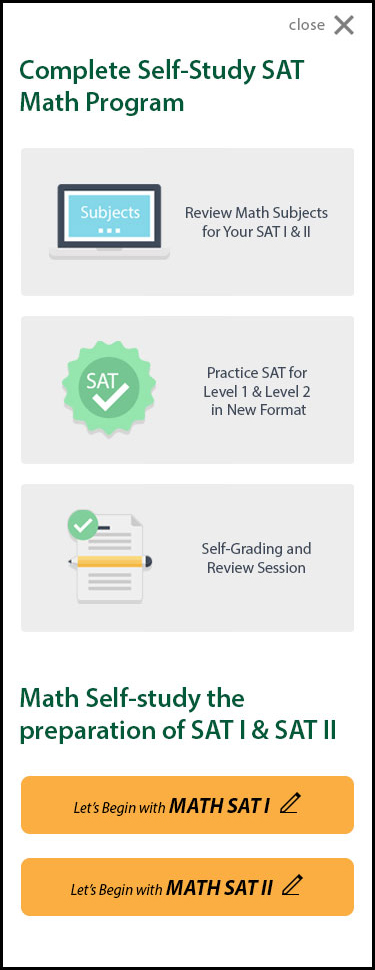 close
Complete Self-Study SAT
Math Program
Subjects
Review Math Subjects
for Your SAT I & II
SAT
Practice SAT for
Level 1 & Level 2
in New Format
Self-Grading and
Review Session
Math Self-study the
preparation of SAT I & SAT II
Let's Begin with MATH SAT I
Let's Begin with MATH SAT II